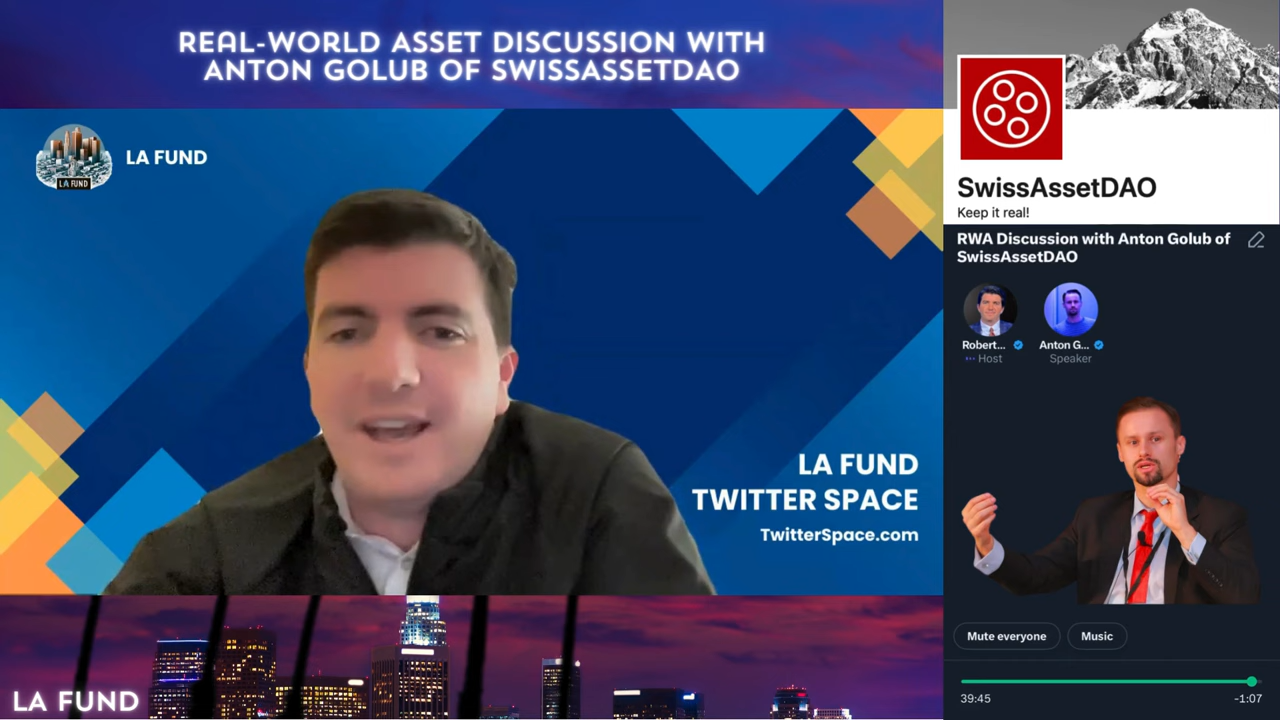 REAL-WORLD ASSET DISCUSSION WITH
ANTON GOLUB OF SWISSASSETDAO
LA FUND
LA FUND
LA FUND
TWITTER SPACE
TwitterSpace.com
LA FUND
SwissAssetDAO
Keep it real!
RWA Discussion with Anton Golub of
SwissAssetDAO
Robert...
Host
Anton G...
Speaker
Mute everyone
Music
39:45
-1:07